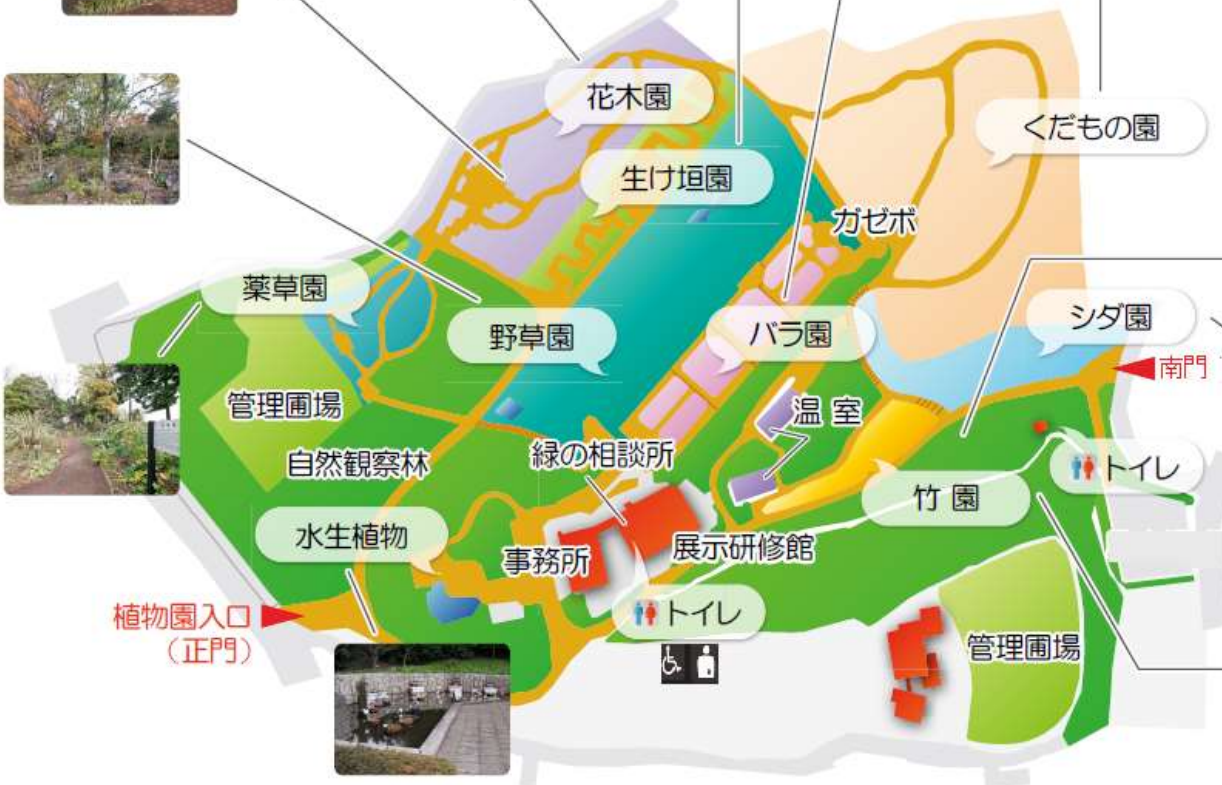 花木園
くだもの園
生け垣園
ガゼボ
薬草園
シダ園
野草園
バラ園
南門
管理圃場
温 室
緑の相談所
自然観察林
トイレ
竹 園
水生植物
事務所
展示研修館
植物園入口
（正門）
トイレ
管理圃場